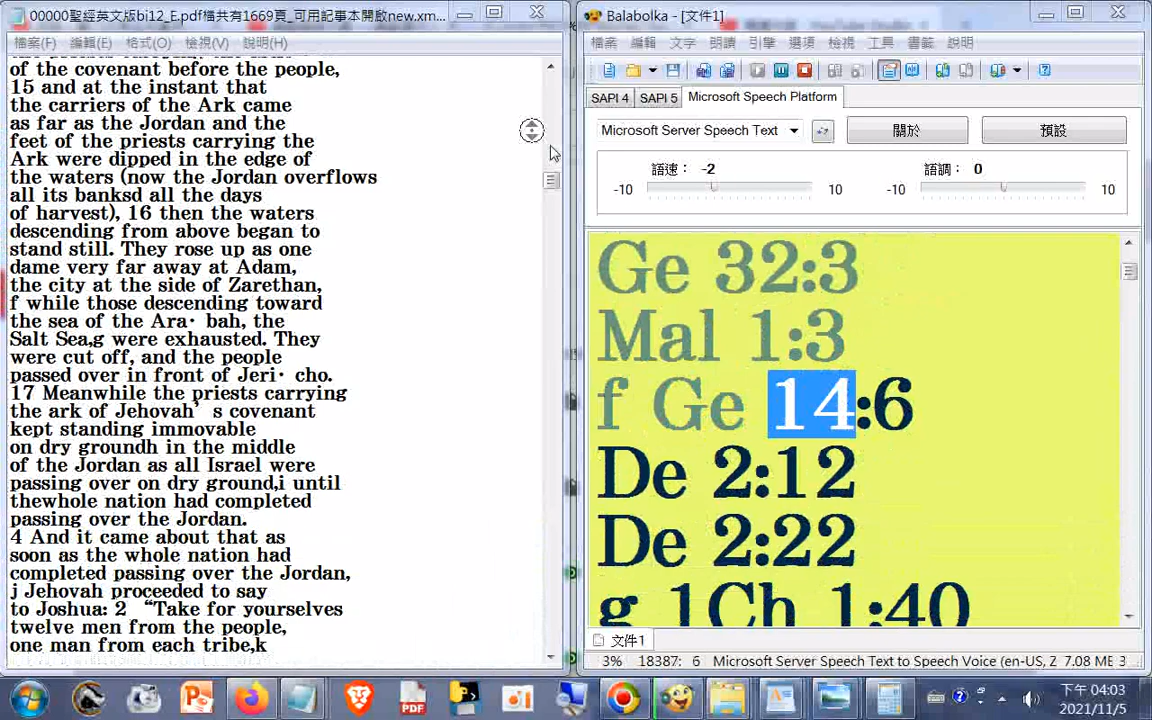 00000聖經英文版bi12_E.pdf檔共有1669頁_可用記事本開啟new.xm...
檔案(F) 編輯(E) 格式(O) 檢視(V) 說明(H)
of the covenant before the people,
15 and at the instant that
the carriers of the Ark came
as far as the Jordan and the
feet of the priests carrying the
Ark were dipped in the edge of
the waters (now the Jordan overflows
all its banksd all the days
of harvest), 16 then the waters
descending from above began to
stand still. They rose up as one
dame very far away at Adam,
the city at the side of Zarethan,
f while those descending toward
the sea of the Ara· bah, the
Salt Sea,g were exhausted. They
were cut off, and the people
passed over in front of Jeri· cho.
17 Meanwhile the priests carrying
the ark of Jehovah’s covenant
kept standing immovable
on dry groundh in the middle
of the Jordan as all Israel were
passing over on dry ground,i until
thewhole nation had completed
passing over the Jordan.
4 And it came about that as
soon as the whole nation had
completed passing over the Jordan,
j Jehovah proceeded to say
to Joshua: 2 “Take for yourselves
twelve men from the people,
one man from each tribe,k
Balabolka - [文件1]
檔案 編輯 文字 朗讀 引擎 選項 檢視 工具 書籤 說明
SAPI 4 SAPI 5 Microsoft Speech Platform
Microsoft Server Speech Text 關於 預設
語速： -2 語調： 0
-10 10 -10 10
Ge 32:3
Mal 1:3
f Ge 14:6
De 2:12
De 2:22
g 1Ch 1:40
文件1
3% 18387: 6 Microsoft Server Speech Text to Speech Voice (en-US, 2 7.08 ME 3
PDF
下午 04:03
2021/11/5